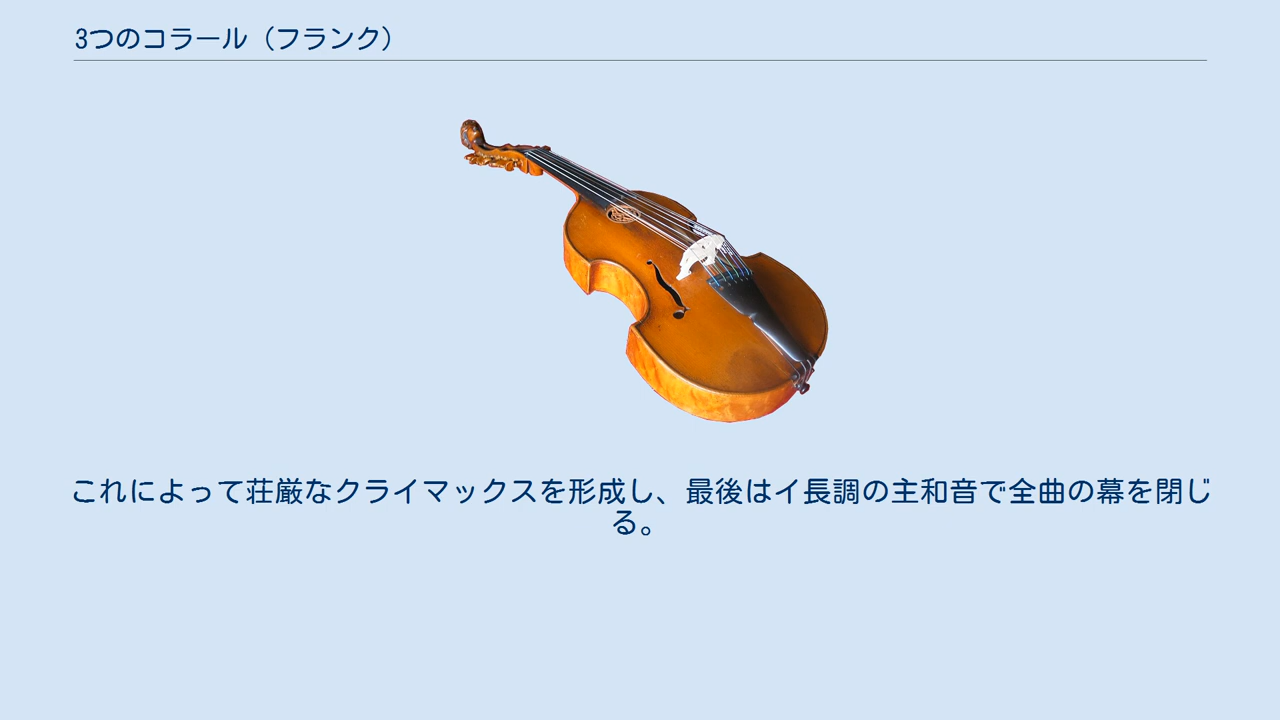 3つのコラール（フランク）
これによって荘厳なクライマックスを形成し、最後はイ長調の主和音で全曲の幕を閉じ
る。